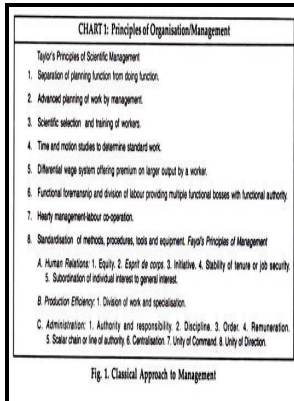 CHART 1: Principles of Organisation/Management
Taylor's Principles of Scientific Management
1. Separation of planning function from doing function.
2. Advanced planning of work by management.
3. Scientific selection and training of workers.
4. Time and motion studies to determine standard work.
5. Differential wage system offering premium on larger output by a worker.
6. Functional foremanship and division of labour providing multiple functional bosses with functional authority.
7. Hearty management-labour co-operation.
8. Standardisation of methods, procedures, tools and equipment. Fayol's Principles of Management
A. Human Relations: 1. Equity. 2. Esprit de corps. 3. Initiative. 4. Stability of tenure or job security.
5. Subordination of individual interest to general interest.
B. Production Efficiency: 1. Division of work and specialisation.
C. Administration: 1. Authority and responsibility. 2. Discipline. 3. Order. 4. Remuneration.
5. Scalar chain or line of authority. 6. Centralisation. 7. Unity of Command. 8. Unity of Direction.
Fig. 1. Classical Approach to Management